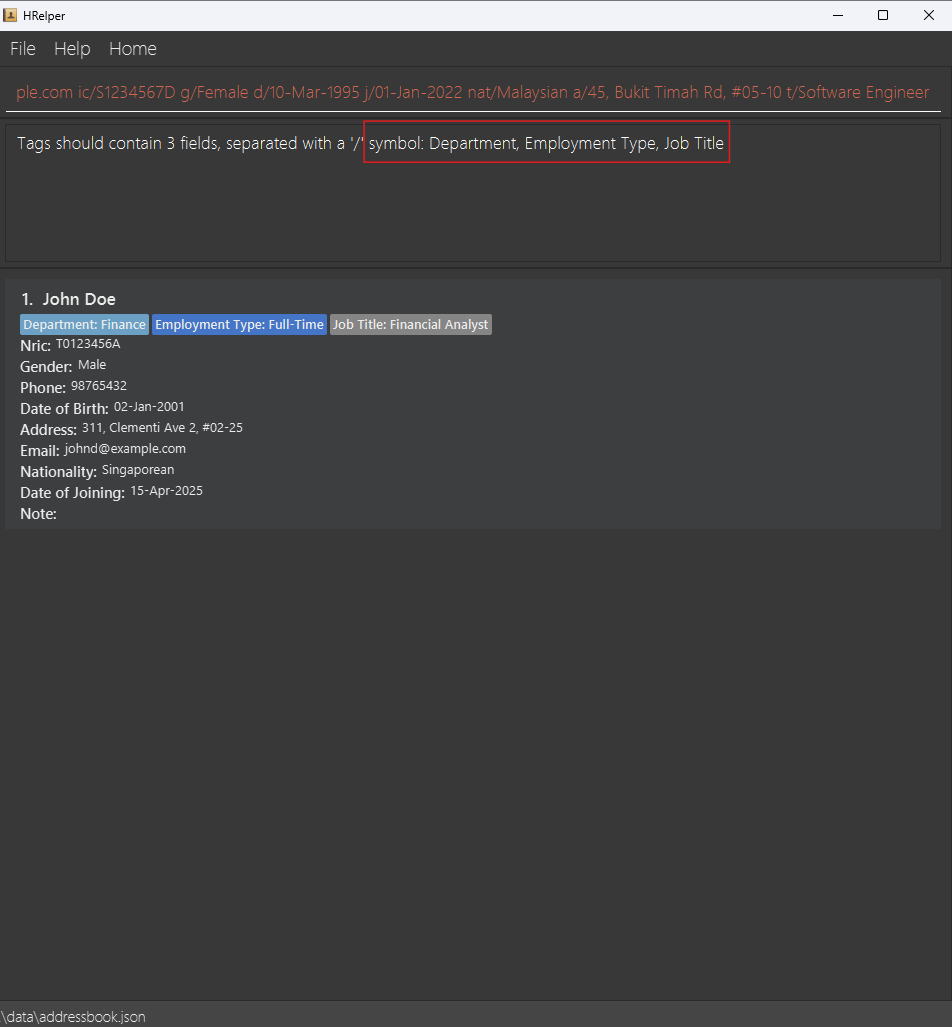 HRelper
File Help Home
ple.com ic/S1234567D g/Female d/10-Mar-1995 j/01-Jan-2022 nat/Malaysian a/45, Bukit Timah Rd, #05-10 t/Software Engineer
Tags should contain 3 fields, separated with a '/' symbol: Department, Employment Type, Job Title
1. John Doe
Department: Finance Employment Type: Full-Time Job Title: Financial Analyst
Nric: T0123456A
Gender: Male
Phone: 98765432
Date of Birth: 02-Jan-2001
Address: 311, Clementi Ave 2, #02-25
Email: johnd@example.com
Nationality: Singaporean
Date of Joining: 15-Apr-2025
Note:
\data\addressbook.json